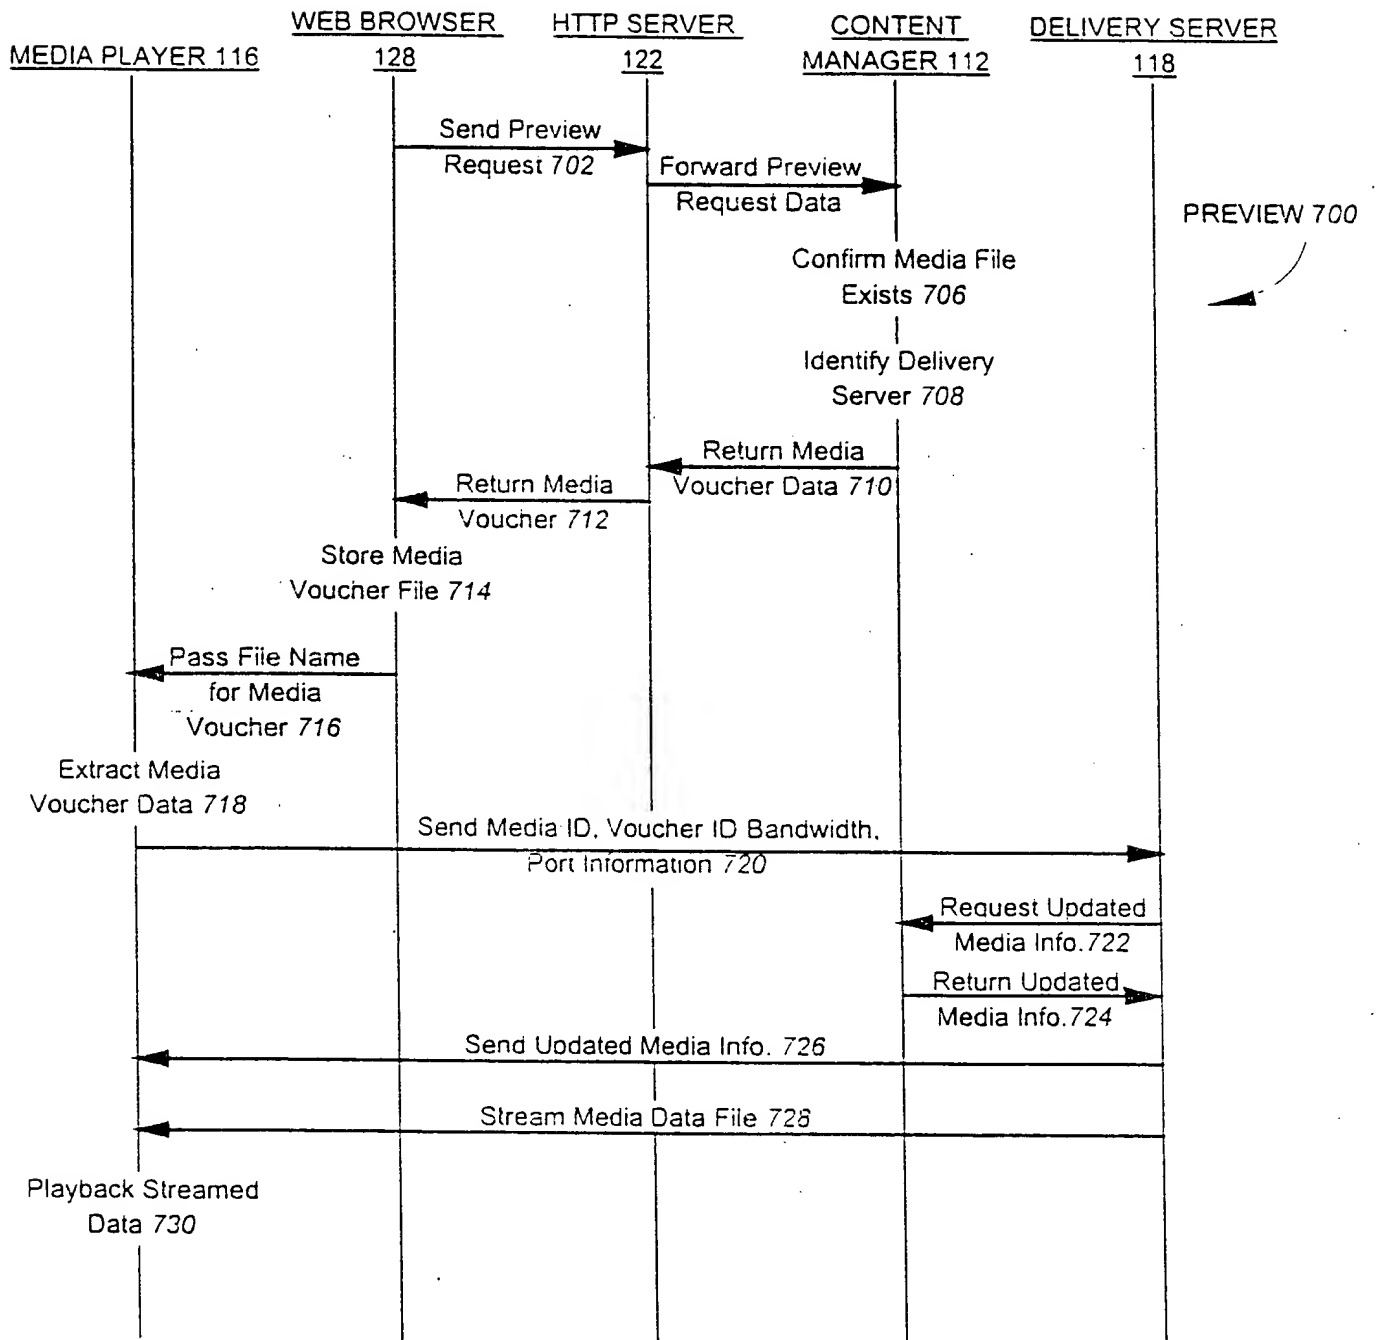 WEB BROWSER
128
HTTP SERVER
122
CONTENT
MANAGER 112
DELIVERY SERVER
118
MEDIA PLAYER 116
Send Preview
Request 702
Forward Preview
Request Data
PREVIEW 700
Confirm Media File
Exists 706
Identify Delivery
Server 708
Return Media
Voucher Data 710
Return Media
Voucher 712
Store Media
Voucher File 714
Pass File Name
for Media
Voucher 716
Extract Media
Voucher Data 718
Send Media ID, Voucher ID Bandwidth,
Port Information 720
Request Updated
Media Info. 722
Return Updated
Media Info. 724
Send Updated Media Info. 726
Stream Media Data File 728
Playback Streamed
Data 730